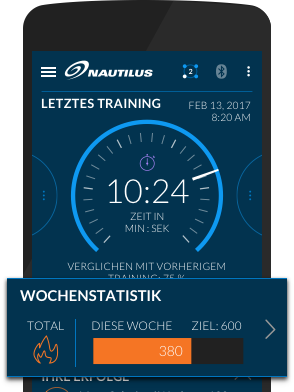 NAUTILUS
2
LETZTES TRAINING
FEB 13, 2017
8:20 AM
10:24
ZEIT IN
MIN : SEK
VERGLICHEN MIT VORHERIGEM
TRAINING: 75 %
WOCHENSTATISTIK
TOTAL
DIESE WOCHE
ZIEL: 600
380
IHRE ERFOLGE